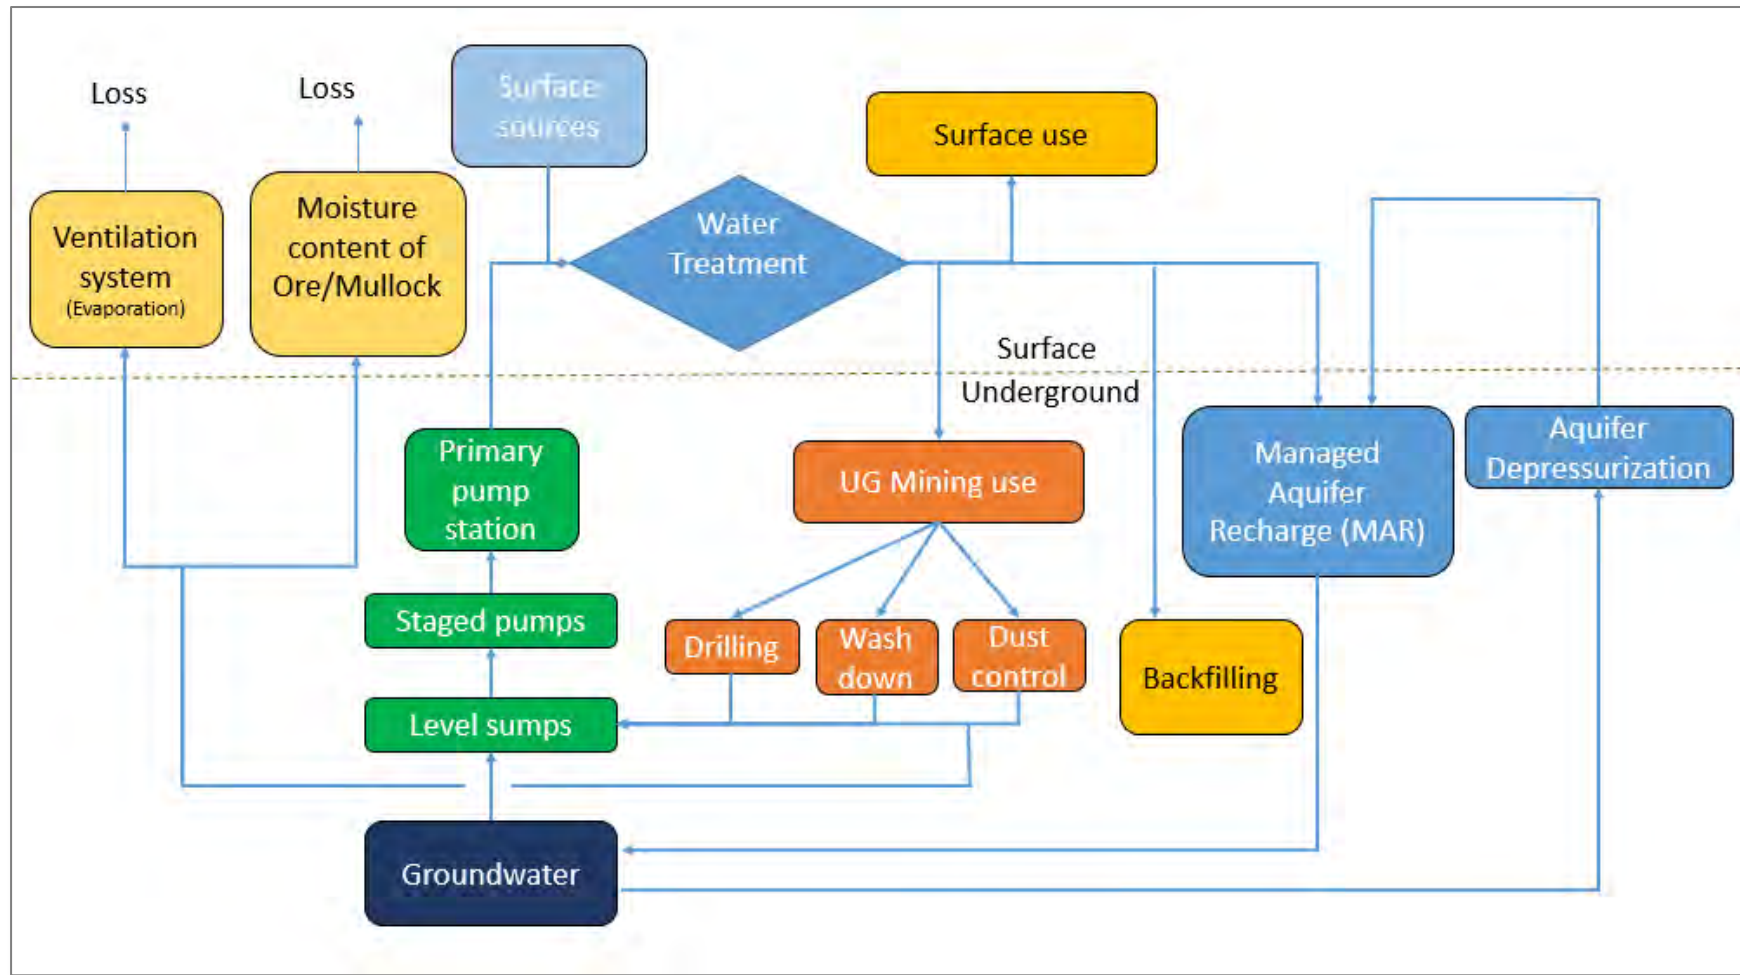 Loss
Loss
Surface
sources
Surface use
Ventilation
system
(Evaporation)
Moisture
content of
Ore/Mullock
Water
Treatment
Surface
Underground
Primary
pump
station
UG Mining use
Managed
Aquifer
Recharge (MAR)
Aquifer
Depressurization
Staged pumps
Drilling
Wash
down
Dust
control
Backfilling
Level sumps
Groundwater